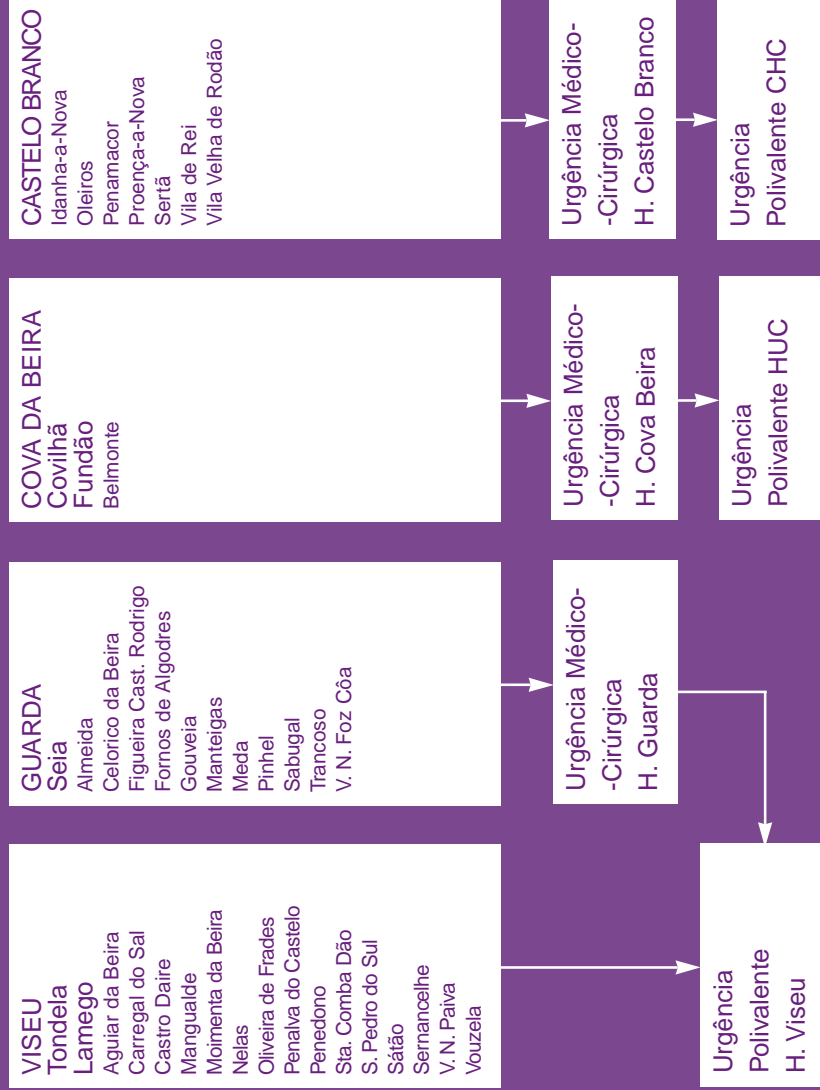 VISEU
Tondela
Lamego
Aguiar da Beira
Carregal do Sal
Castro Daire
Mangualde
Moimenta da Beira
Nelas
Oliveira de Frades
Penalva do Castelo
Penedono
Sta. Comba Dão
S. Pedro do Sul
Sátão
Sernancelhe
V. N. Paiva
Vouzela
Urgência
Polivalente
H. Viseu
GUARDA
Seia
Almeida
Celorico da Beira
Figueira Cast. Rodrigo
Fornos de Algodres
Gouveia
Manteigas
Meda
Pinhel
Sabugal
Trancoso
V. N. Foz Côa
Urgência Médico-
-Cirúrgica
H. Guarda
COVA DA BEIRA
Covilhã
Fundão
Belmonte
Urgência Médico-
-Cirúrgica
H. Cova Beira
Urgência
Polivalente HUC
CASTELO BRANCO
Idanha-a-Nova
Oleiros
Penamacor
Proença-a-Nova
Sertã
Vila de Rei
Vila Velha de Rodão
Urgência Médico-
-Cirúrgica
H. Castelo Branco
Urgência
Polivalente CHC